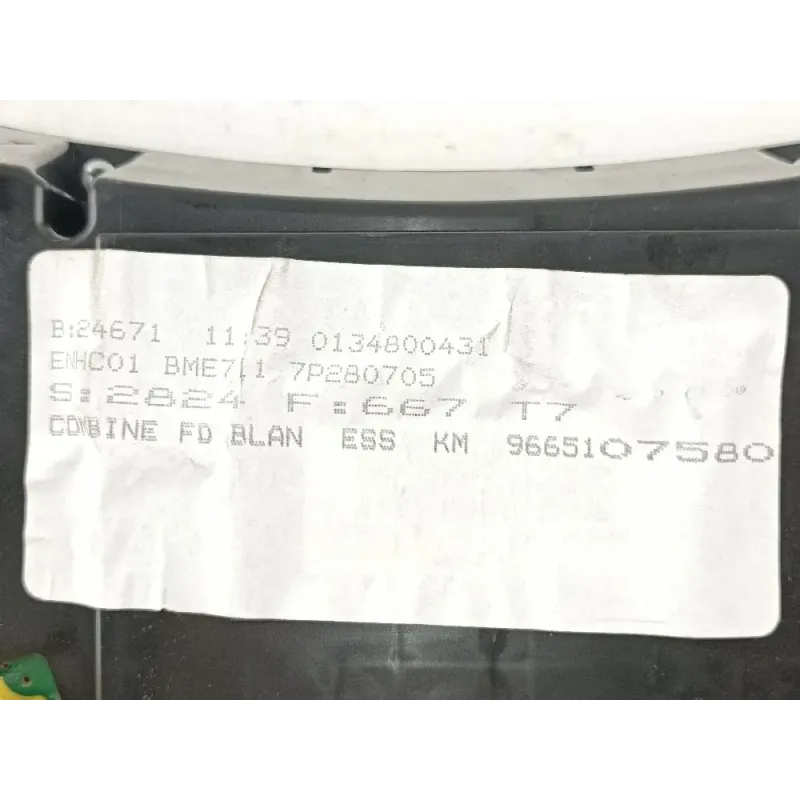 B:24671 11:39 0134800431
ENHC01 BME711 7P280705
S:2824 F:667 T7
COMBINE FD BLAN ESS KM 9665107580